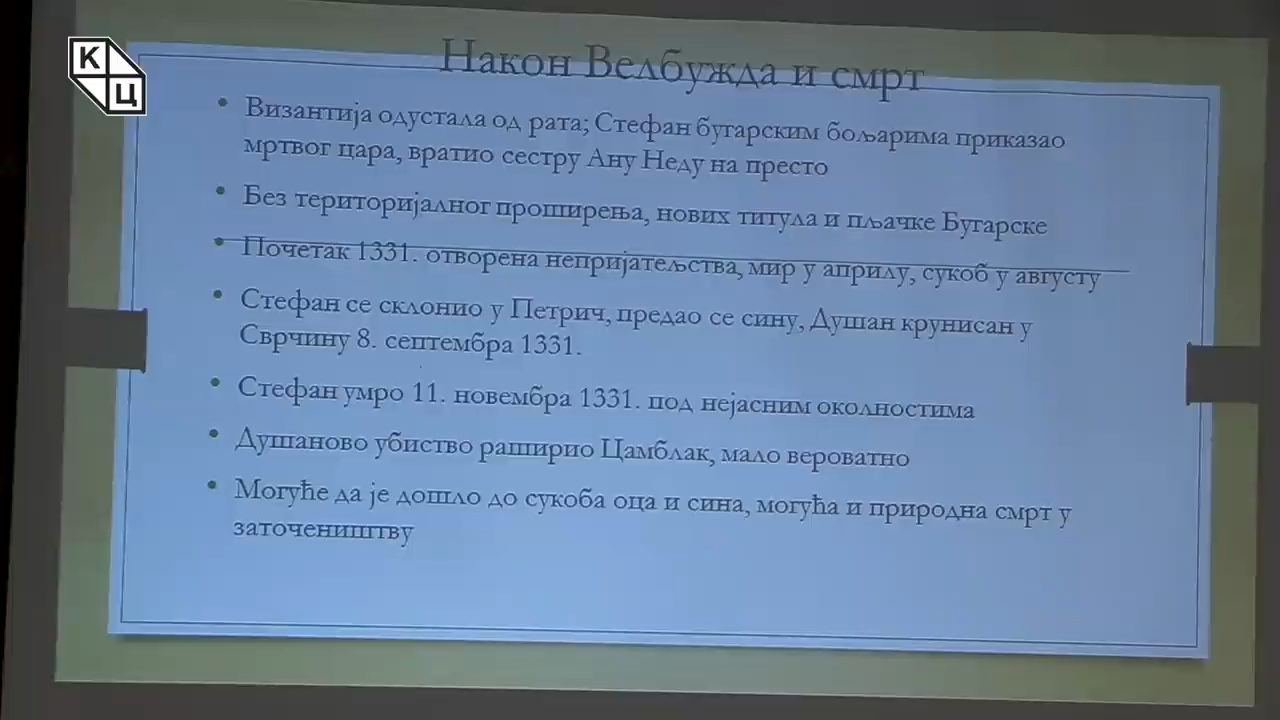 К
Ц
Након Велбужда и смрт
• Византија одустала од рата; Стефан бугарским бољарима приказао
мртвог цара, вратио сестру Ану Неду на престо
• Без територијалног проширења, нових титула и пљачке Бугарске
• Почетак 1331. отворена непријатељства, мир у априлу, сукоб у августу
• Стефан се склонио у Петрич, предао се сину, Душан крунисан у
Сврчину 8. септембра 1331.
• Стефан умро 11. новембра 1331. под нејасним околностима
• Душаново убиство раширио Цамблак, мало вероватно
• Могуће да је дошло до сукоба оца и сина, могућа и природна смрт у
заточеништву